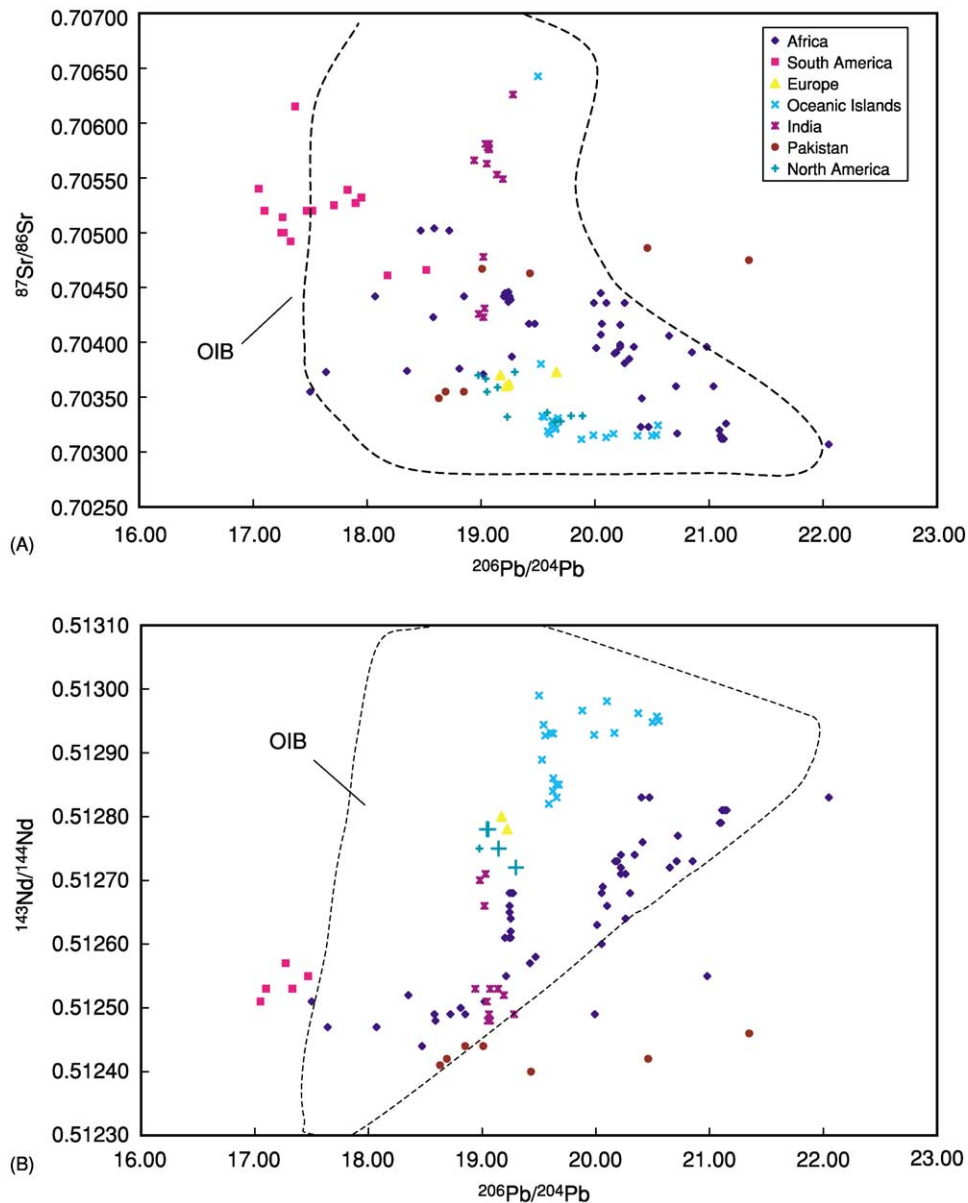 0.70700
0.70650
0.70600
0.70550
0.70500
0.70450
0.70400
0.70350
0.70300
0.70250
87Sr/86Sr
OIB
Africa
South America
Europe
Oceanic Islands
India
Pakistan
North America
16.00 17.00 18.00 19.00 20.00 21.00 22.00 23.00
(A)
206Pb/204Pb
0.51310
0.51300
0.51290
0.51280
0.51270
0.51260
0.51250
0.51240
0.51230
143Nd/144Nd
OIB
16.00 17.00 18.00 19.00 20.00 21.00 22.00 23.00
(B)
206Pb/204Pb